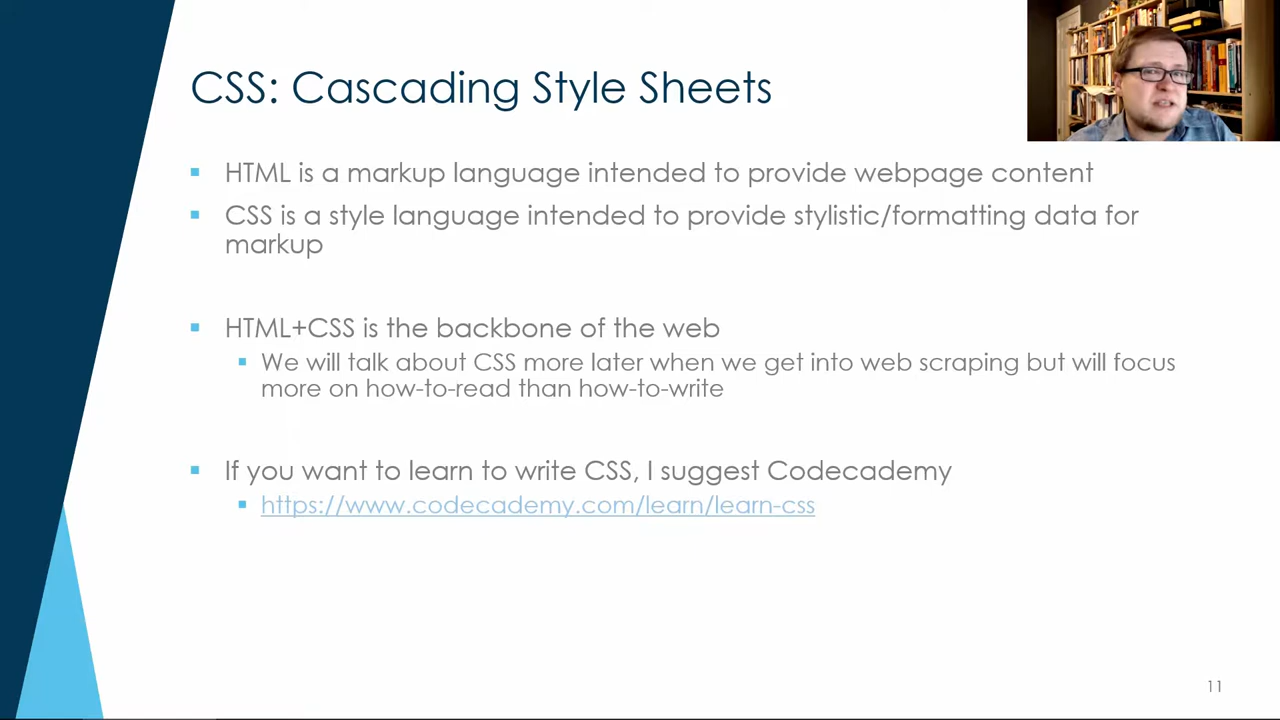 CSS: Cascading Style Sheets
HTML is a markup language intended to provide webpage content
CSS is a style language intended to provide stylistic/formatting data for
markup
HTML+CSS is the backbone of the web
We will talk about CSS more later when we get into web scraping but will focus
more on how-to-read than how-to-write
If you want to learn to write CSS, I suggest Codecademy
https://www.codecademy.com/learn/learn-css
11